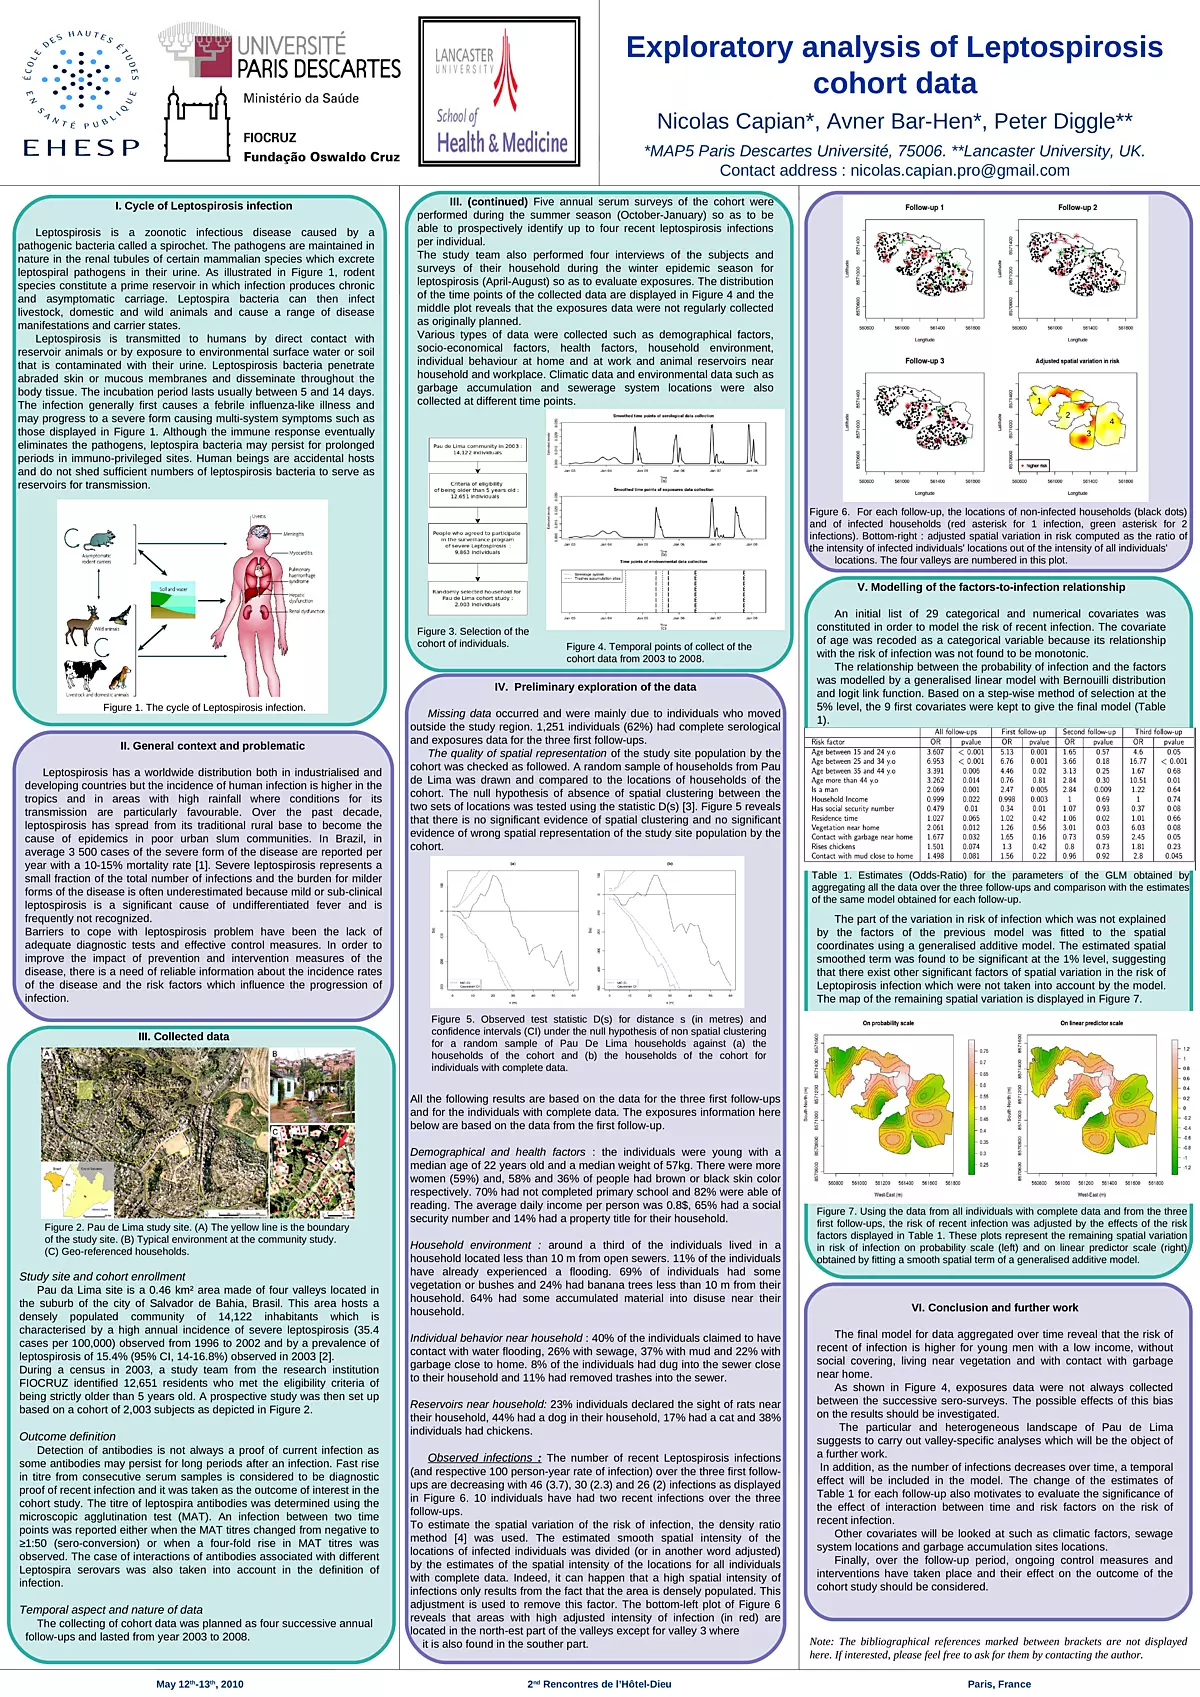 ÉCOLE DES HAUTES ÉTUDES
EN SANTÉ PUBLIQUE
EHESP
UNIVERSITÉ
PARIS DESCARTES
Ministério da Saúde
FIOCRUZ
Fundação Oswaldo Cruz
LANCASTER
UNIVERSITY
School of
Health & Medicine
Exploratory analysis of Leptospirosis
cohort data
Nicolas Capian*, Avner Bar-Hen*, Peter Diggle**
*MAP5 Paris Descartes Université, 75006. **Lancaster University, UK.
Contact address : nicolas.capian.pro@gmail.com
I. Cycle of Leptospirosis infection
Leptospirosis is a zoonotic infectious disease caused by a
pathogenic bacteria called a spirochet. The pathogens are maintained in
nature in the renal tubules of certain mammalian species which excrete
leptospiral pathogens in their urine. As illustrated in Figure 1, rodent
species constitute a prime reservoir in which infection produces chronic
and asymptomatic carriage. Leptospira bacteria can then infect
livestock, domestic and wild animals and cause a range of disease
manifestations and carrier states.
Leptospirosis is transmitted to humans by direct contact with
reservoir animals or by exposure to environmental surface water or soil
that is contaminated with their urine. Leptospirosis bacteria penetrate
abraded skin or mucous membranes and disseminate throughout the
body tissue. The incubation period lasts usually between 5 and 14 days.
The infection generally first causes a febrile influenza-like illness and
may progress to a severe form causing multi-system symptoms such as
those displayed in Figure 1. Although the immune response eventually
eliminates the pathogens, leptospira bacteria may persist for prolonged
periods in immuno-privileged sites. Human beings are accidental hosts
and do not shed sufficient numbers of leptospirosis bacteria to serve as
reservoirs for transmission.
Uveitis
Meningitis
Myocarditis
Pulmonary
haemorrhage
syndrome
Hepatic
dysfunction
Renal dysfunction
Asymptomatic
rodent carriers
Soil and water
Wild animals
Livestock and domestic animals
Figure 1. The cycle of Leptospirosis infection.
II. General context and problematic
Leptospirosis has a worldwide distribution both in industrialised and
developing countries but the incidence of human infection is higher in the
tropics and in areas with high rainfall where conditions for its
transmission are particularly favourable. Over the past decade,
leptospirosis has spread from its traditional rural base to become the
cause of epidemics in poor urban slum communities. In Brazil, in
average 3 500 cases of the severe form of the disease are reported per
year with a 10-15% mortality rate [1]. Severe leptospirosis represents a
small fraction of the total number of infections and the burden for milder
forms of the disease is often underestimated because mild or sub-clinical
leptospirosis is a significant cause of undifferentiated fever and is
frequently not recognized.
Barriers to cope with leptospirosis problem have been the lack of
adequate diagnostic tests and effective control measures. In order to
improve the impact of prevention and intervention measures of the
disease, there is a need of reliable information about the incidence rates
of the disease and the risk factors which influence the progression of
infection.
III. Collected data
A
B
C
Figure 2. Pau de Lima study site. (A) The yellow line is the boundary
of the study site. (B) Typical environment at the community study.
(C) Geo-referenced households.
Study site and cohort enrollment
Pau da Lima site is a 0.46 km² area made of four valleys located in
the suburb of the city of Salvador de Bahia, Brasil. This area hosts a
densely populated community of 14,122 inhabitants which is
characterised by a high annual incidence of severe leptospirosis (35.4
cases per 100,000) observed from 1996 to 2002 and by a prevalence of
leptospirosis of 15.4% (95% CI, 14-16.8%) observed in 2003 [2].
During a census in 2003, a study team from the research institution
FIOCRUZ identified 12,651 residents who met the eligibility criteria of
being strictly older than 5 years old. A prospective study was then set up
based on a cohort of 2,003 subjects as depicted in Figure 2.
Outcome definition
Detection of antibodies is not always a proof of current infection as
some antibodies may persist for long periods after an infection. Fast rise
in titre from consecutive serum samples is considered to be diagnostic
proof of recent infection and it was taken as the outcome of interest in the
cohort study. The titre of leptospira antibodies was determined using the
microscopic agglutination test (MAT). An infection between two time
points was reported either when the MAT titres changed from negative to
≥1:50 (sero-conversion) or when a four-fold rise in MAT titres was
observed. The case of interactions of antibodies associated with different
Leptospira serovars was also taken into account in the definition of
infection.
Temporal aspect and nature of data
The collecting of cohort data was planned as four successive annual
follow-ups and lasted from year 2003 to 2008.
III. (continued) Five annual serum surveys of the cohort were
performed during the summer season (October-January) so as to be
able to prospectively identify up to four recent leptospirosis infections
per individual.
The study team also performed four interviews of the subjects and
surveys of their household during the winter epidemic season for
leptospirosis (April-August) so as to evaluate exposures. The distribution
of the time points of the collected data are displayed in Figure 4 and the
middle plot reveals that the exposures data were not regularly collected
as originally planned.
Various types of data were collected such as demographical factors,
socio-economical factors, health factors, household environment,
individual behaviour at home and at work and animal reservoirs near
household and workplace. Climatic data and environmental data such as
garbage accumulation and sewerage system locations were also
collected at different time points.
Pau de Lima community in 2003 :
14,122 individuals
Criteria of eligibility
of being older than 5 years old :
12,651 individuals
People who agreed to participate
in the surveillance program
of severe Leptospirosis :
9,863 individuals
Randomly selected household for
Pau de Lima cohort study :
2,003 individuals
Figure 3. Selection of the
cohort of individuals.
Smoothed time points of serological data collection
Smoothed time points of exposures data collection
Time points of environmental data collection
Figure 4. Temporal points of collect of the
cohort data from 2003 to 2008.
IV. Preliminary exploration of the data
Missing data occurred and were mainly due to individuals who moved
outside the study region. 1,251 individuals (62%) had complete serological
and exposures data for the three first follow-ups.
The quality of spatial representation of the study site population by the
cohort was checked as followed. A random sample of households from Pau
de Lima was drawn and compared to the locations of households of the
cohort. The null hypothesis of absence of spatial clustering between the
two sets of locations was tested using the statistic D(s) [3]. Figure 5 reveals
that there is no significant evidence of spatial clustering and no significant
evidence of wrong spatial representation of the study site population by the
cohort.
(a)
(b)
Figure 5. Observed test statistic D(s) for distance s (in metres) and
confidence intervals (CI) under the null hypothesis of non spatial clustering
for a random sample of Pau De Lima households against (a) the
households of the cohort and (b) the households of the cohort for
individuals with complete data.
All the following results are based on the data for the three first follow-ups
and for the individuals with complete data. The exposures information here
below are based on the data from the first follow-up.
Demographical and health factors : the individuals were young with a
median age of 22 years old and a median weight of 57kg. There were more
women (59%) and, 58% and 36% of people had brown or black skin color
respectively. 70% had not completed primary school and 82% were able of
reading. The average daily income per person was 0.8$, 65% had a social
security number and 14% had a property title for their household.
Household environment : around a third of the individuals lived in a
household located less than 10 m from open sewers. 11% of the individuals
have already experienced a flooding. 69% of individuals had some
vegetation or bushes and 24% had banana trees less than 10 m from their
household. 64% had some accumulated material into disuse near their
household.
Individual behavior near household : 40% of the individuals claimed to have
contact with water flooding, 26% with sewage, 37% with mud and 22% with
garbage close to home. 8% of the individuals had dug into the sewer close
to their household and 11% had removed trashes into the sewer.
Reservoirs near household: 23% individuals declared the sight of rats near
their household, 44% had a dog in their household, 17% had a cat and 38%
individuals had chickens.
Observed infections : The number of recent Leptospirosis infections
(and respective 100 person-year rate of infection) over the three first follow-
ups are decreasing with 46 (3.7), 30 (2.3) and 26 (2) infections as displayed
in Figure 6. 10 individuals have had two recent infections over the three
follow-ups.
To estimate the spatial variation of the risk of infection, the density ratio
method [4] was used. The estimated smooth spatial intensity of the
locations of infected individuals was divided (or in another word adjusted)
by the estimates of the spatial intensity of the locations for all individuals
with complete data. Indeed, it can happen that a high spatial intensity of
infections only results from the fact that the area is densely populated. This
adjustment is used to remove this factor. The bottom-left plot of Figure 6
reveals that areas with high adjusted intensity of infection (in red) are
located in the north-est part of the valleys except for valley 3 where
it is also found in the souther part.
Follow-up 1
Follow-up 2
Follow-up 3
Adjusted spatial variation in risk
1
2
3
4
higher risk
Longitude
Latitude
Figure 6. For each follow-up, the locations of non-infected households (black dots)
and of infected households (red asterisk for 1 infection, green asterisk for 2
infections). Bottom-right : adjusted spatial variation in risk computed as the ratio of
the intensity of infected individuals' locations out of the intensity of all individuals'
locations. The four valleys are numbered in this plot.
V. Modelling of the factors-to-infection relationship
An initial list of 29 categorical and numerical covariates was
constituted in order to model the risk of recent infection. The covariate
of age was recoded as a categorical variable because its relationship
with the risk of infection was not found to be monotonic.
The relationship between the probability of infection and the factors
was modelled by a generalised linear model with Bernouilli distribution
and logit link function. Based on a step-wise method of selection at the
5% level, the 9 first covariates were kept to give the final model (Table
1).
All follow-ups First follow-up Second follow-up Third follow-up
Risk factor OR pvalue OR pvalue OR pvalue OR pvalue
Age between 15 and 24 y.o 3.607 < 0.001 5.13 0.001 1.65 0.57 4.6 0.05
Age between 25 and 34 y.o 6.953 < 0.001 6.76 0.001 3.66 0.18 16.77 < 0.001
Age between 35 and 44 y.o 3.391 0.006 4.46 0.02 3.13 0.25 1.67 0.68
Age more than 44 y.o 3.262 0.014 0.76 0.81 2.84 0.30 10.51 0.01
Is a man 2.069 0.001 2.47 0.005 2.84 0.009 1.22 0.64
Household Income 0.999 0.022 0.998 0.003 1 0.69 1 0.74
Has social security number 0.479 0.01 0.34 0.01 1.07 0.93 0.37 0.08
Residence time 1.027 0.065 1.02 0.42 1.06 0.02 1.01 0.66
Vegetation near home 2.061 0.012 1.26 0.56 3.01 0.03 6.03 0.08
Contact with garbage near home 1.677 0.032 1.65 0.16 0.73 0.59 2.45 0.05
Rises chickens 1.501 0.074 1.3 0.42 0.8 0.73 1.81 0.23
Contact with mud close to home 1.498 0.081 1.56 0.22 0.96 0.92 2.8 0.045
Table 1. Estimates (Odds-Ratio) for the parameters of the GLM obtained by
aggregating all the data over the three follow-ups and comparison with the estimates
of the same model obtained for each follow-up.
The part of the variation in risk of infection which was not explained
by the factors of the previous model was fitted to the spatial
coordinates using a generalised additive model. The estimated spatial
smoothed term was found to be significant at the 1% level, suggesting
that there exist other significant factors of spatial variation in the risk of
Leptopirosis infection which were not taken into account by the model.
The map of the remaining spatial variation is displayed in Figure 7.
On probability scale
On linear predictor scale
South-North (m)
West-East (m)
Figure 7. Using the data from all individuals with complete data and from the three
first follow-ups, the risk of recent infection was adjusted by the effects of the risk
factors displayed in Table 1. These plots represent the remaining spatial variation
in risk of infection on probability scale (left) and on linear predictor scale (right)
obtained by fitting a smooth spatial term of a generalised additive model.
VI. Conclusion and further work
The final model for data aggregated over time reveal that the risk of
recent of infection is higher for young men with a low income, without
social covering, living near vegetation and with contact with garbage
near home.
As shown in Figure 4, exposures data were not always collected
between the successive sero-surveys. The possible effects of this bias
on the results should be investigated.
The particular and heterogeneous landscape of Pau de Lima
suggests to carry out valley-specific analyses which will be the object of
a further work.
In addition, as the number of infections decreases over time, a temporal
effect will be included in the model. The change of the estimates of
Table 1 for each follow-up also motivates to evaluate the significance of
the effect of interaction between time and risk factors on the risk of
recent infection.
Other covariates will be looked at such as climatic factors, sewage
system locations and garbage accumulation sites locations.
Finally, over the follow-up period, ongoing control measures and
interventions have taken place and their effect on the outcome of the
cohort study should be considered.
Note: The bibliographical references marked between brackets are not displayed
here. If interested, please feel free to ask for them by contacting the author.
May 12th-13th, 2010
2nd Rencontres de l'Hôtel-Dieu
Paris, France